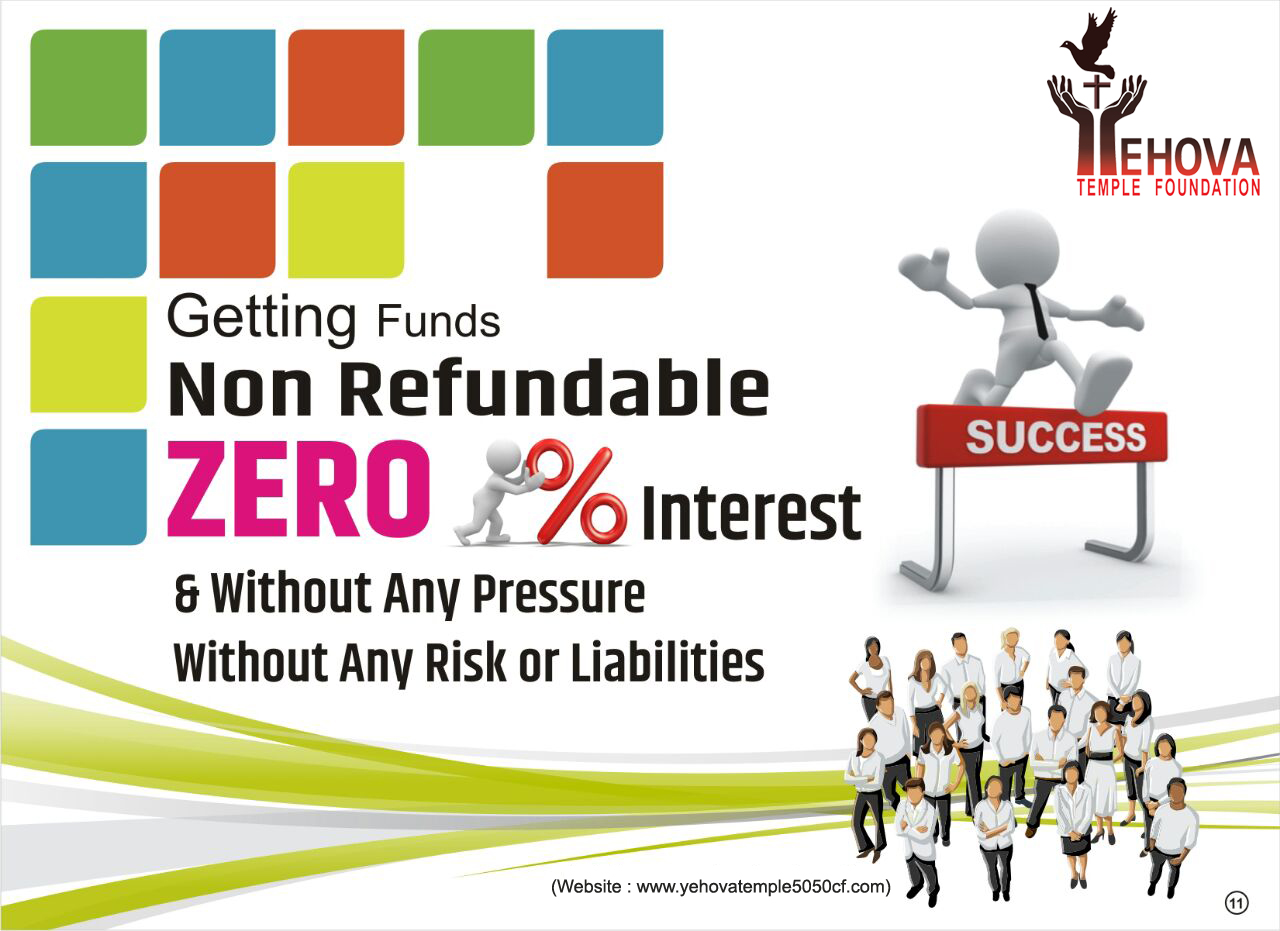 YEHOVA
TEMPLE FOUNDATION
Getting Funds
Non Refundable
ZERO % Interest
& Without Any Pressure
Without Any Risk or Liabilities
SUCCESS
(Website : www.yehovatemple5050cf.com)
11